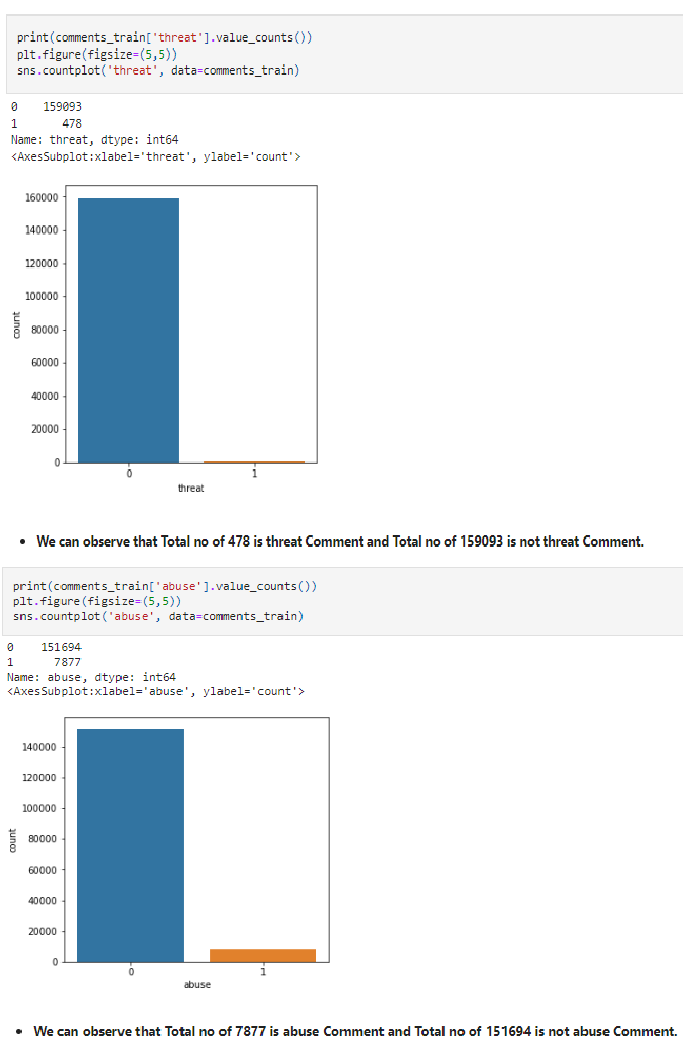 print(comments_train['threat'].value_counts())
plt.figure(figsize=(5,5))
sns.countplot('threat', data=comments_train)
0    159093
1       478
Name: threat, dtype: int64
<AxesSubplot:xlabel='threat', ylabel='count'>
160000
140000
120000
100000
80000
60000
40000
20000
0
count
0 1
threat
• We can observe that Total no of 478 is threat Comment and Total no of 159093 is not threat Comment.
print(comments_train['abuse'].value_counts())
plt.figure(figsize=(5,5))
sns.countplot('abuse', data=comments_train)
0    151694
1      7877
Name: abuse, dtype: int64
<AxesSubplot:xlabel='abuse', ylabel='count'>
140000
120000
100000
80000
60000
40000
20000
0
count
0 1
abuse
• We can observe that Total no of 7877 is abuse Comment and Total no of 151694 is not abuse Comment.